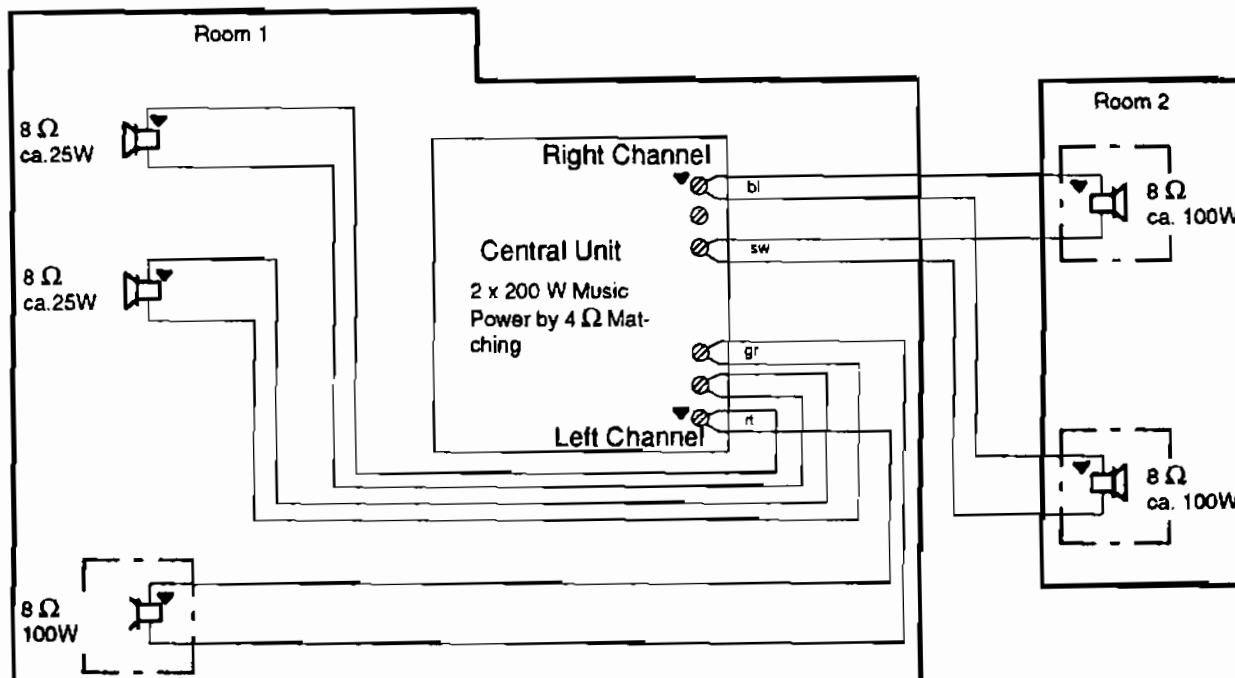 Room 1
8 Ω
ca.25W
8 Ω
ca.25W
8 Ω
100W
Right Channel
bl
sw
Central Unit
2 x 200 W Music
Power by 4 Ω Mat-
ching
gr
rt
Left Channel
Room 2
8 Ω
ca. 100W
8 Ω
ca. 100W